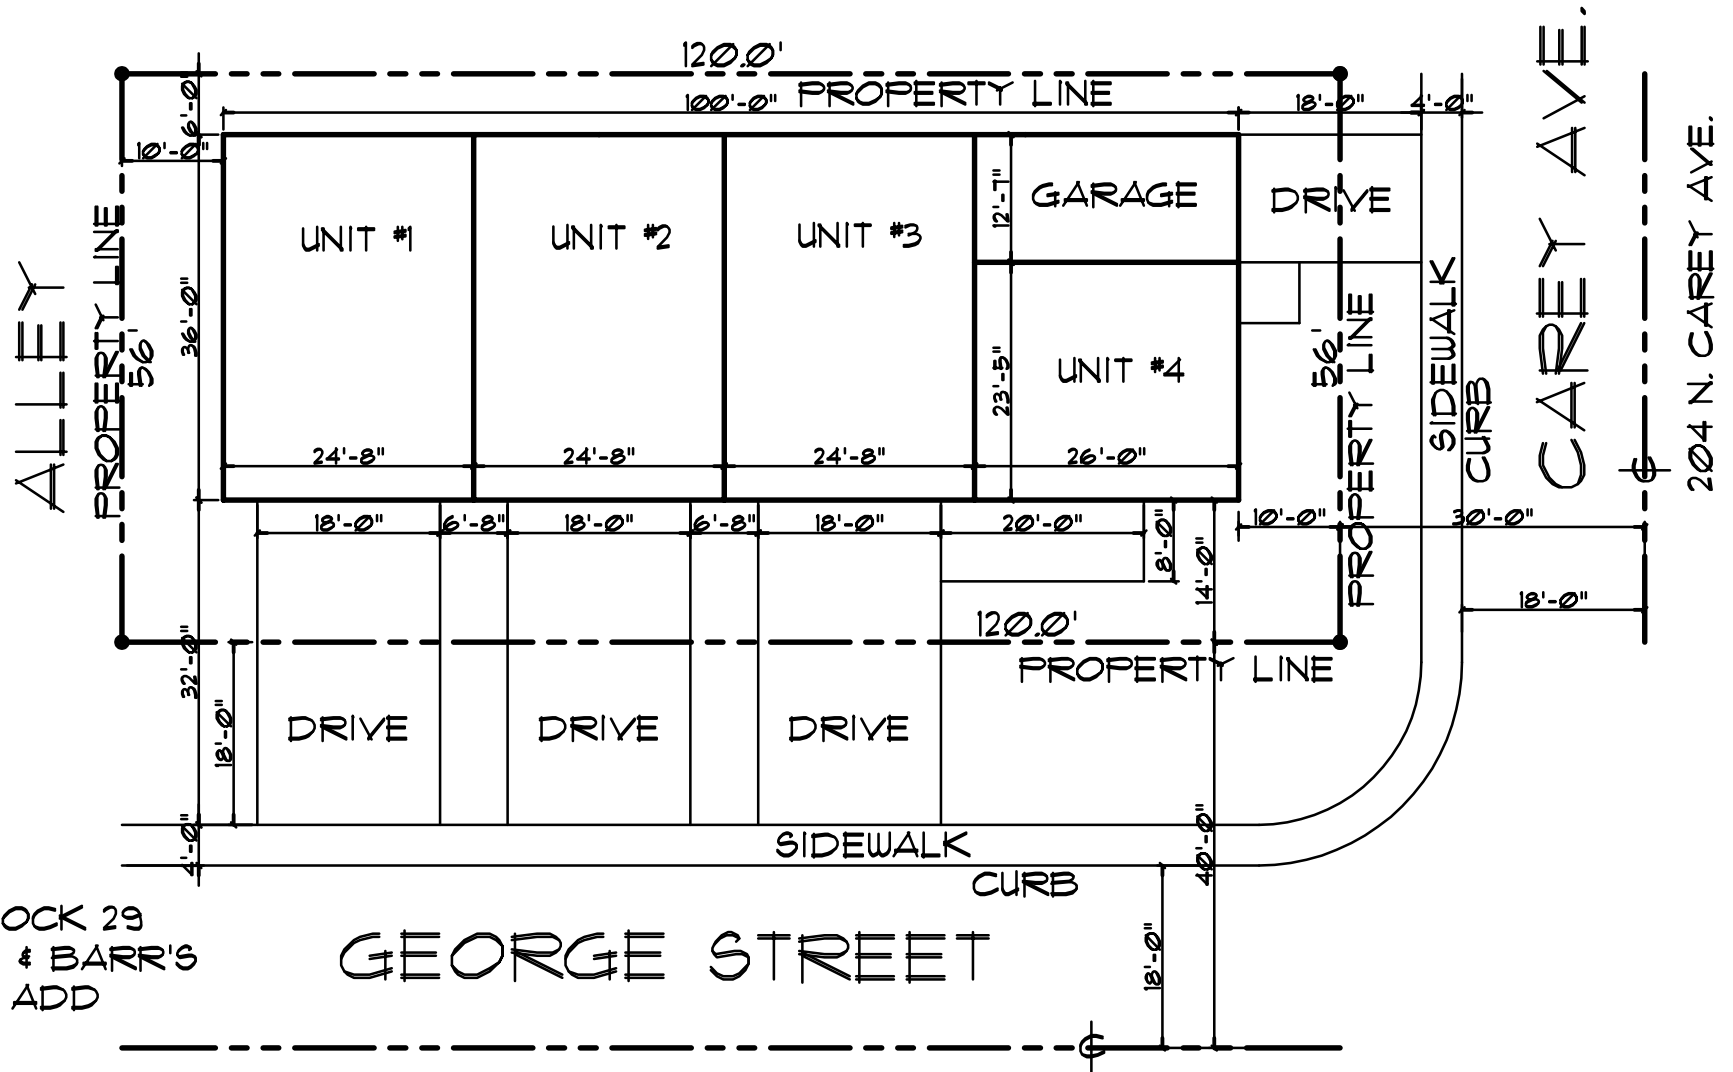 120.0'
PROPERTY LINE
100'-0"
18'-0"
4'-0"
6'-0"
10'-0"
CAREY AVE.
204 N. CAREY AVE.
ALLEY
PROPERTY LINE
56'
36'-0"
UNIT #1
UNIT #2
UNIT #3
GARAGE
12'-7"
DRIVE
UNIT #4
23'-5"
56'
PROPERTY LINE
SIDEWALK
CURB
℄
24'-8"
24'-8"
24'-8"
26'-0"
18'-0"
6'-8"
18'-0"
6'-8"
18'-0"
20'-0"
8'-0"
14'-0"
10'-0"
30'-0"
18'-0"
120.0'
PROPERTY LINE
32'-0"
18'-0"
DRIVE
DRIVE
DRIVE
4'-0"
SIDEWALK
40'-0"
CURB
OCK 29
& BARR'S
ADD
GEORGE STREET
18'-0"
℄